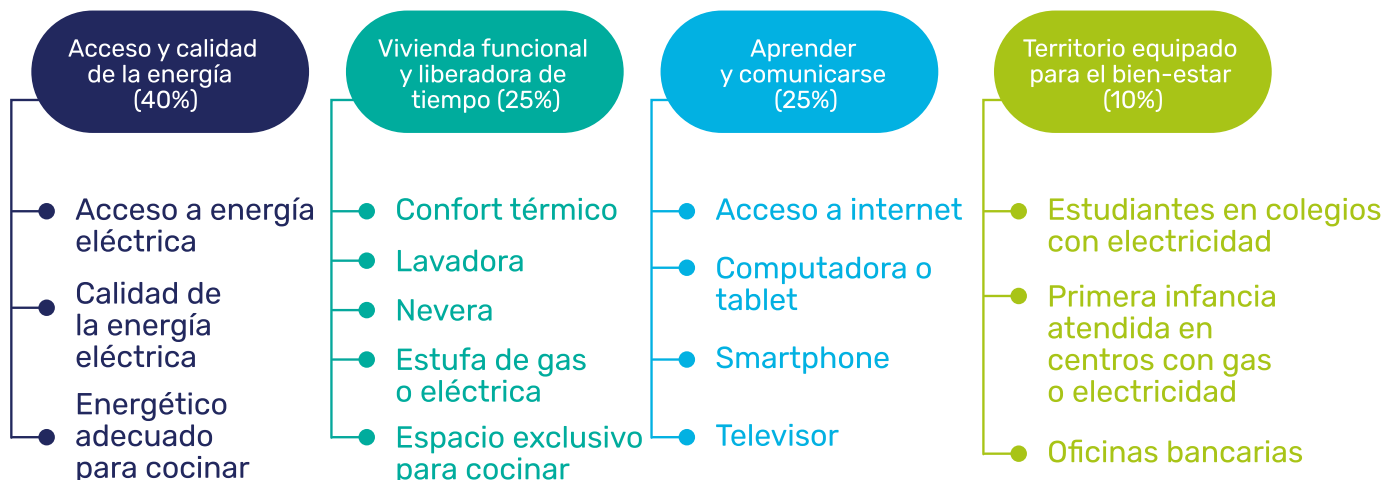 Acceso y calidad
de la energía
(40%)
Acceso a energía
eléctrica
Calidad de
la energía
eléctrica
Energético
adecuado
para cocinar
Vivienda funcional
y liberadora de
tiempo (25%)
Confort térmico
Lavadora
Nevera
Estufa de gas
o eléctrica
Espacio exclusivo
para cocinar
Aprender
y comunicarse
(25%)
Acceso a internet
Computadora o
tablet
Smartphone
Televisor
Territorio equipado
para el bien-estar
(10%)
Estudiantes en colegios
con electricidad
Primera infancia
atendida en
centros con gas
o electricidad
Oficinas bancarias